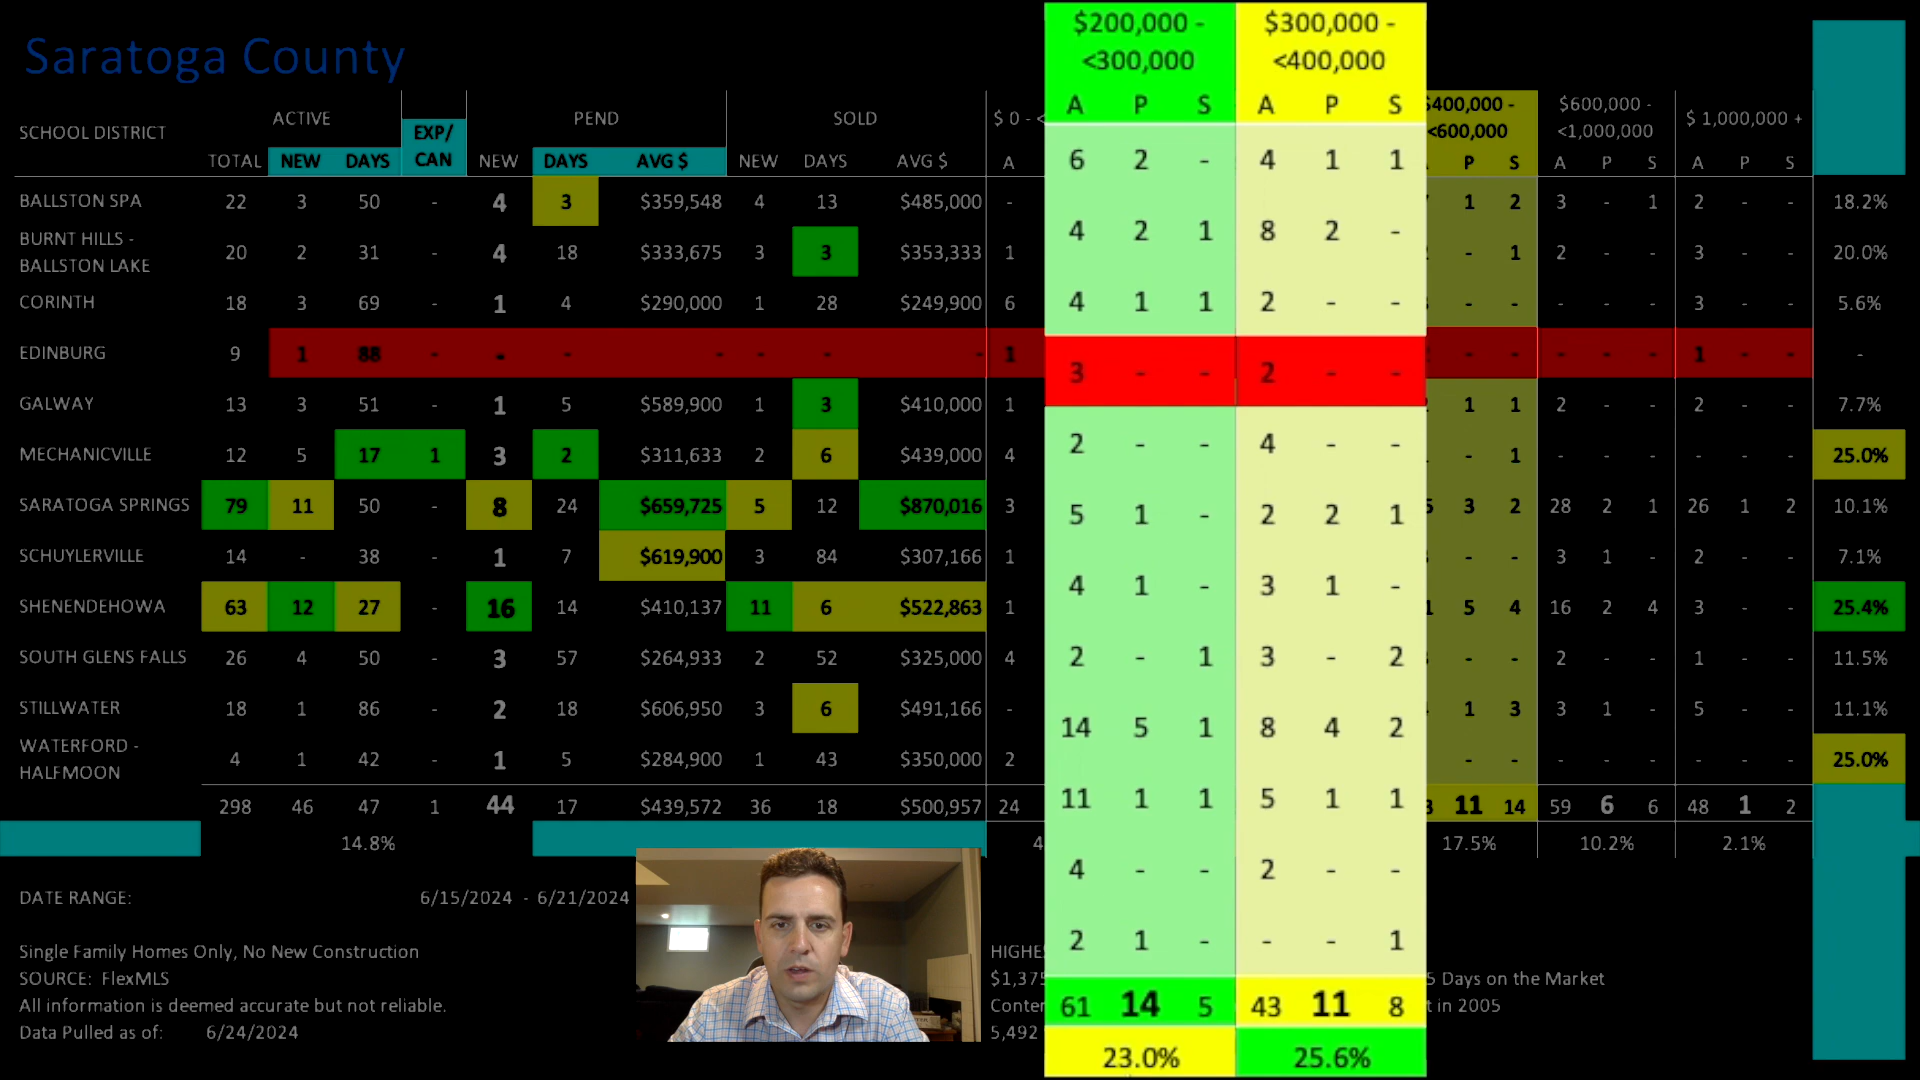 Saratoga County
$200,000 - $300,000 -
<300,000 <400,000
A P S A P S
ACTIVE PEND SOLD $ 0 - < $400,000 - $600,000 - $ 1,000,000 +
SCHOOL DISTRICT EXP/ <600,000 <1,000,000
TOTAL NEW DAYS CAN NEW DAYS AVG $ NEW DAYS AVG $ A P S A P S A P S
BALLSTON SPA 22 3 50 - 4 3 $359,548 4 13 $485,000 - 1 2 3 - 1 2 - - 18.2%
BURNT HILLS -
BALLSTON LAKE 20 2 31 - 4 18 $333,675 3 3 $353,333 1 - 1 2 - - 3 - - 20.0%
CORINTH 18 3 69 - 1 4 $290,000 1 28 $249,900 6 - - - - - 3 - - 5.6%
EDINBURG 9 1 88 - - - - - - - 1 - - - - - 1 - - -
GALWAY 13 3 51 - 1 5 $589,900 1 3 $410,000 1 1 1 2 - - 2 - - 7.7%
MECHANICVILLE 12 5 17 1 3 2 $311,633 2 6 $439,000 4 - 1 - - - - - - 25.0%
SARATOGA SPRINGS 79 11 50 - 8 24 $659,725 5 12 $870,016 3 3 2 28 2 1 26 1 2 10.1%
SCHUYLERVILLE 14 - 38 - 1 7 $619,900 3 84 $307,166 1 - - 3 1 - 2 - - 7.1%
SHENENDEHOWA 63 12 27 - 16 14 $410,137 11 6 $522,863 1 5 4 16 2 4 3 - - 25.4%
SOUTH GLENS FALLS 26 4 50 - 3 57 $264,933 2 52 $325,000 4 - - 2 - - 1 - - 11.5%
STILLWATER 18 1 86 - 2 18 $606,950 3 6 $491,166 - 1 3 3 1 - 5 - - 11.1%
WATERFORD -
HALFMOON 4 1 42 - 1 5 $284,900 1 43 $350,000 2 - - - - - - - - 25.0%
298 46 47 1 44 17 $439,572 36 18 $500,957 24 11 14 59 6 6 48 1 2
14.8% 4 17.5% 10.2% 2.1%
6 2 - 4 1 1
4 2 1 8 2 -
4 1 1 2 - -
3 - - 2 - -
2 - - 4 - -
5 1 - 2 2 1
4 1 - 3 1 -
2 - 1 3 - 2
14 5 1 8 4 2
11 1 1 5 1 1
4 - - 2 - -
2 1 - - - 1
61 14 5 43 11 8
23.0% 25.6%
DATE RANGE: 6/15/2024 - 6/21/2024
Single Family Homes Only, No New Construction
SOURCE: FlexMLS
All information is deemed accurate but not reliable.
Data Pulled as of: 6/24/2024
HIGHE
$1,375 5 Days on the Market
Conten t in 2005
5,492